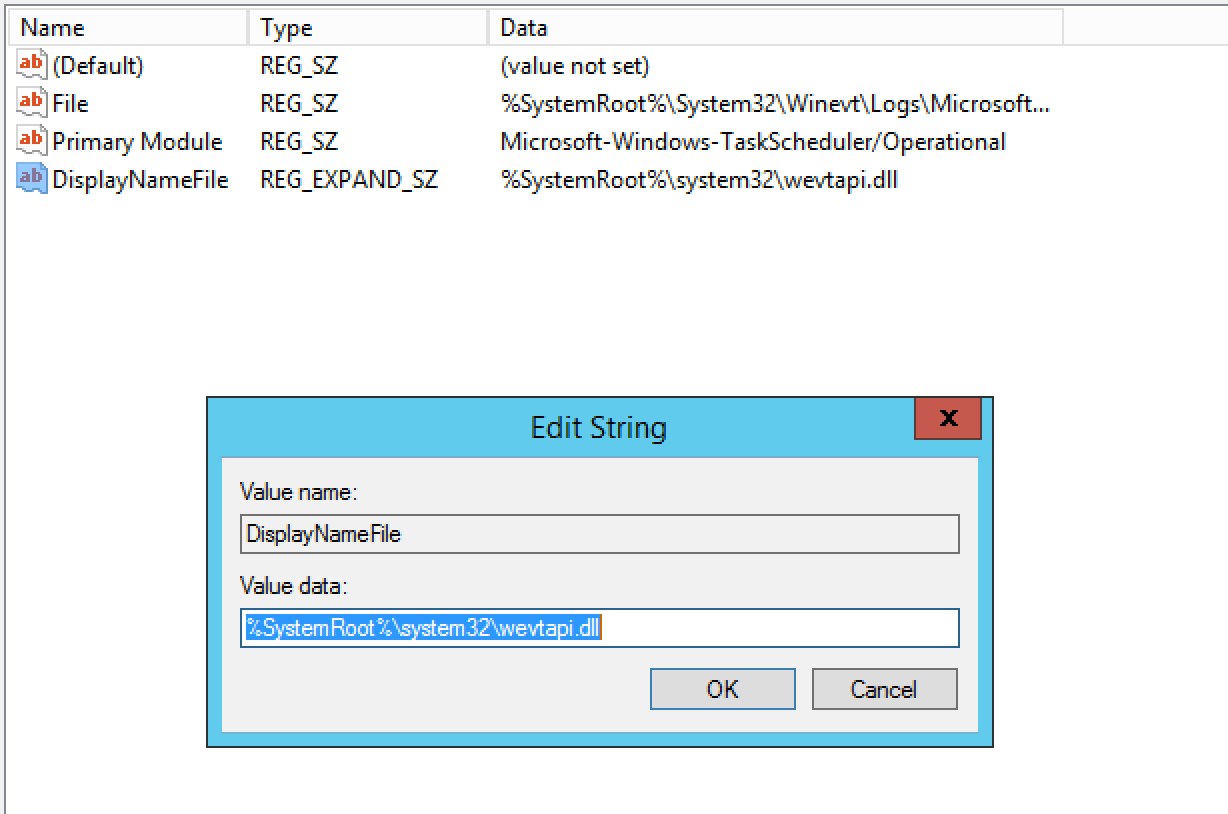 Name Type Data
ab (Default) REG_SZ (value not set)
ab File REG_SZ %SystemRoot%\System32\Winevt\Logs\Microsoft...
ab Primary Module REG_SZ Microsoft-Windows-TaskScheduler/Operational
ab DisplayNameFile REG_EXPAND_SZ %SystemRoot%\system32\wevtapi.dll
Edit String x
Value name:
DisplayNameFile
Value data:
%SystemRoot%\system32\wevtapi.dll
OK Cancel